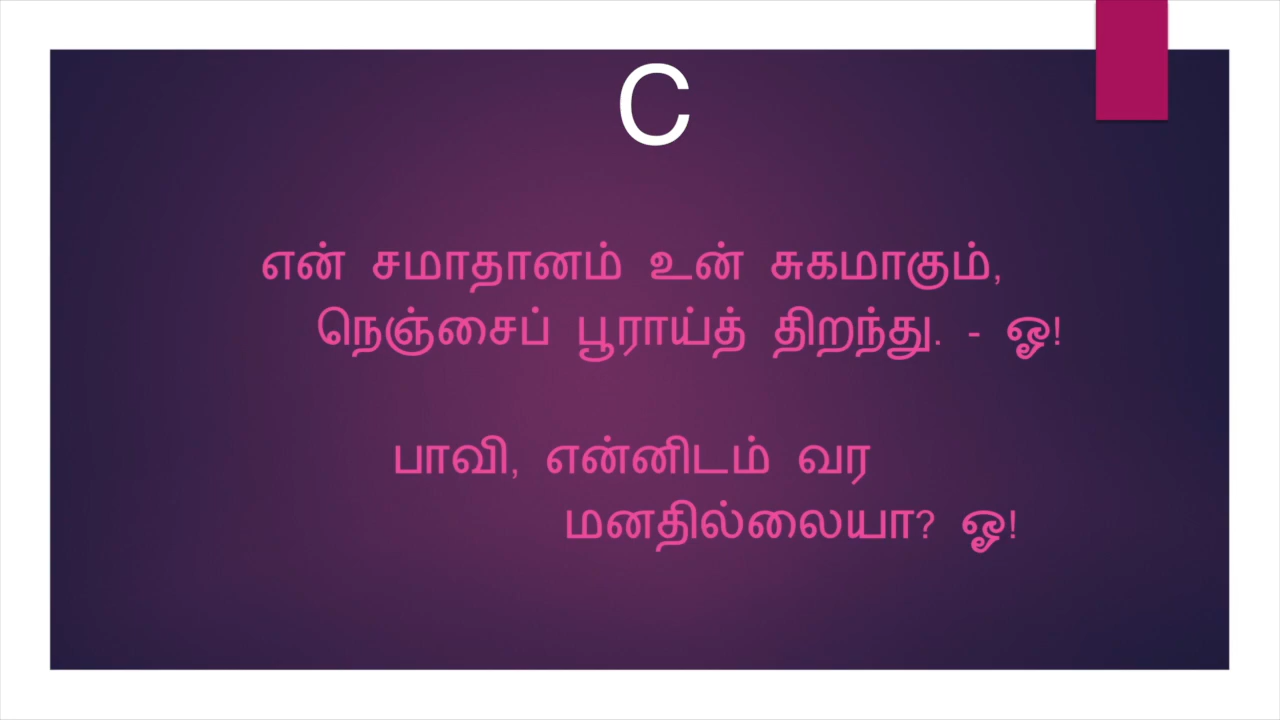 C
என் சமாதானம் உன் சுகமாகும்,
நெஞ்சைப் பூராய்த் திறந்து. - ஓ!
பாவி, என்னிடம் வர
மனதில்லையா? ஓ!